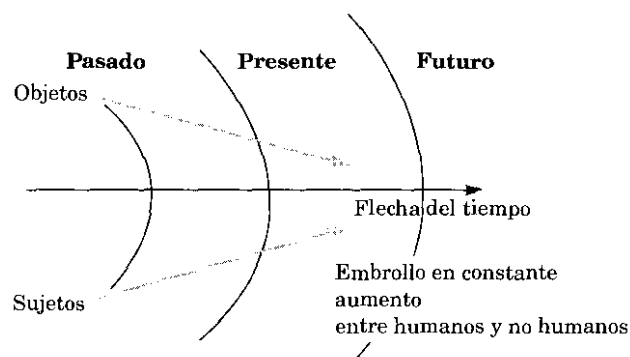 Pasado
Presente
Futuro
Objetos
Flecha del tiempo
Sujetos
Embrollo en constante
aumento
entre humanos y no humanos